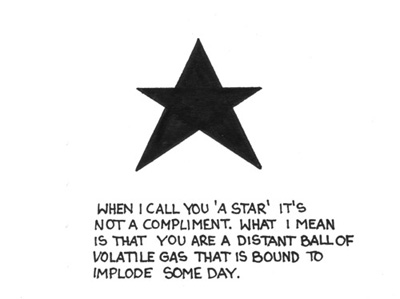 WHEN I CALL YOU 'A STAR' IT'S
NOT A COMPLIMENT. WHAT I MEAN
IS THAT YOU ARE A DISTANT BALL OF
VOLATILE GAS THAT IS BOUND TO
IMPLODE SOME DAY.